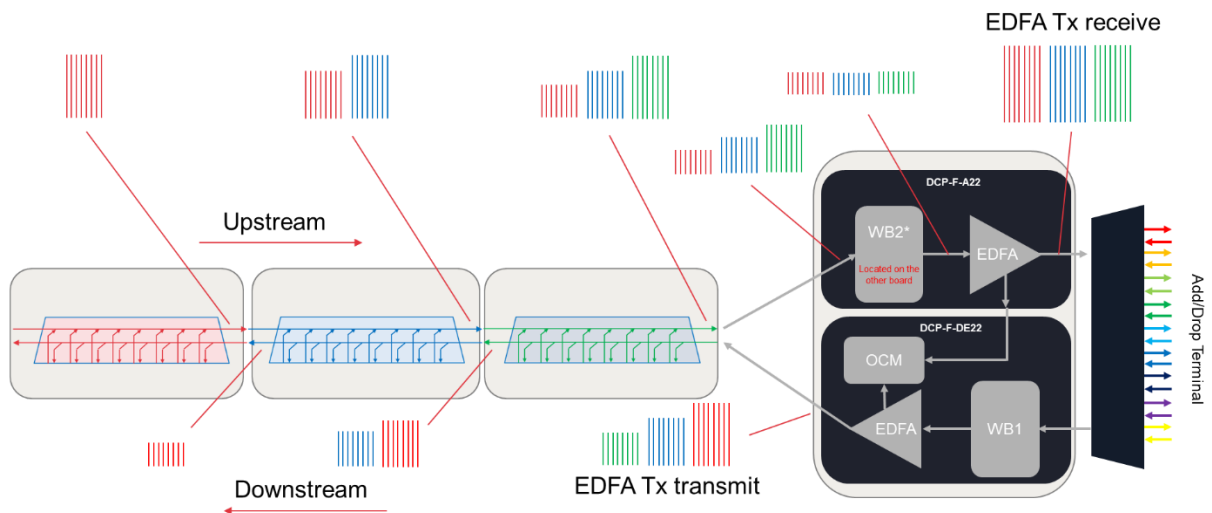 EDFA Tx receive
Upstream
DCP-F-A22
WB2*
Located on the
other board
EDFA
DCP-F-DE22
OCM
EDFA
WB1
Add/Drop Terminal
EDFA Tx transmit
Downstream